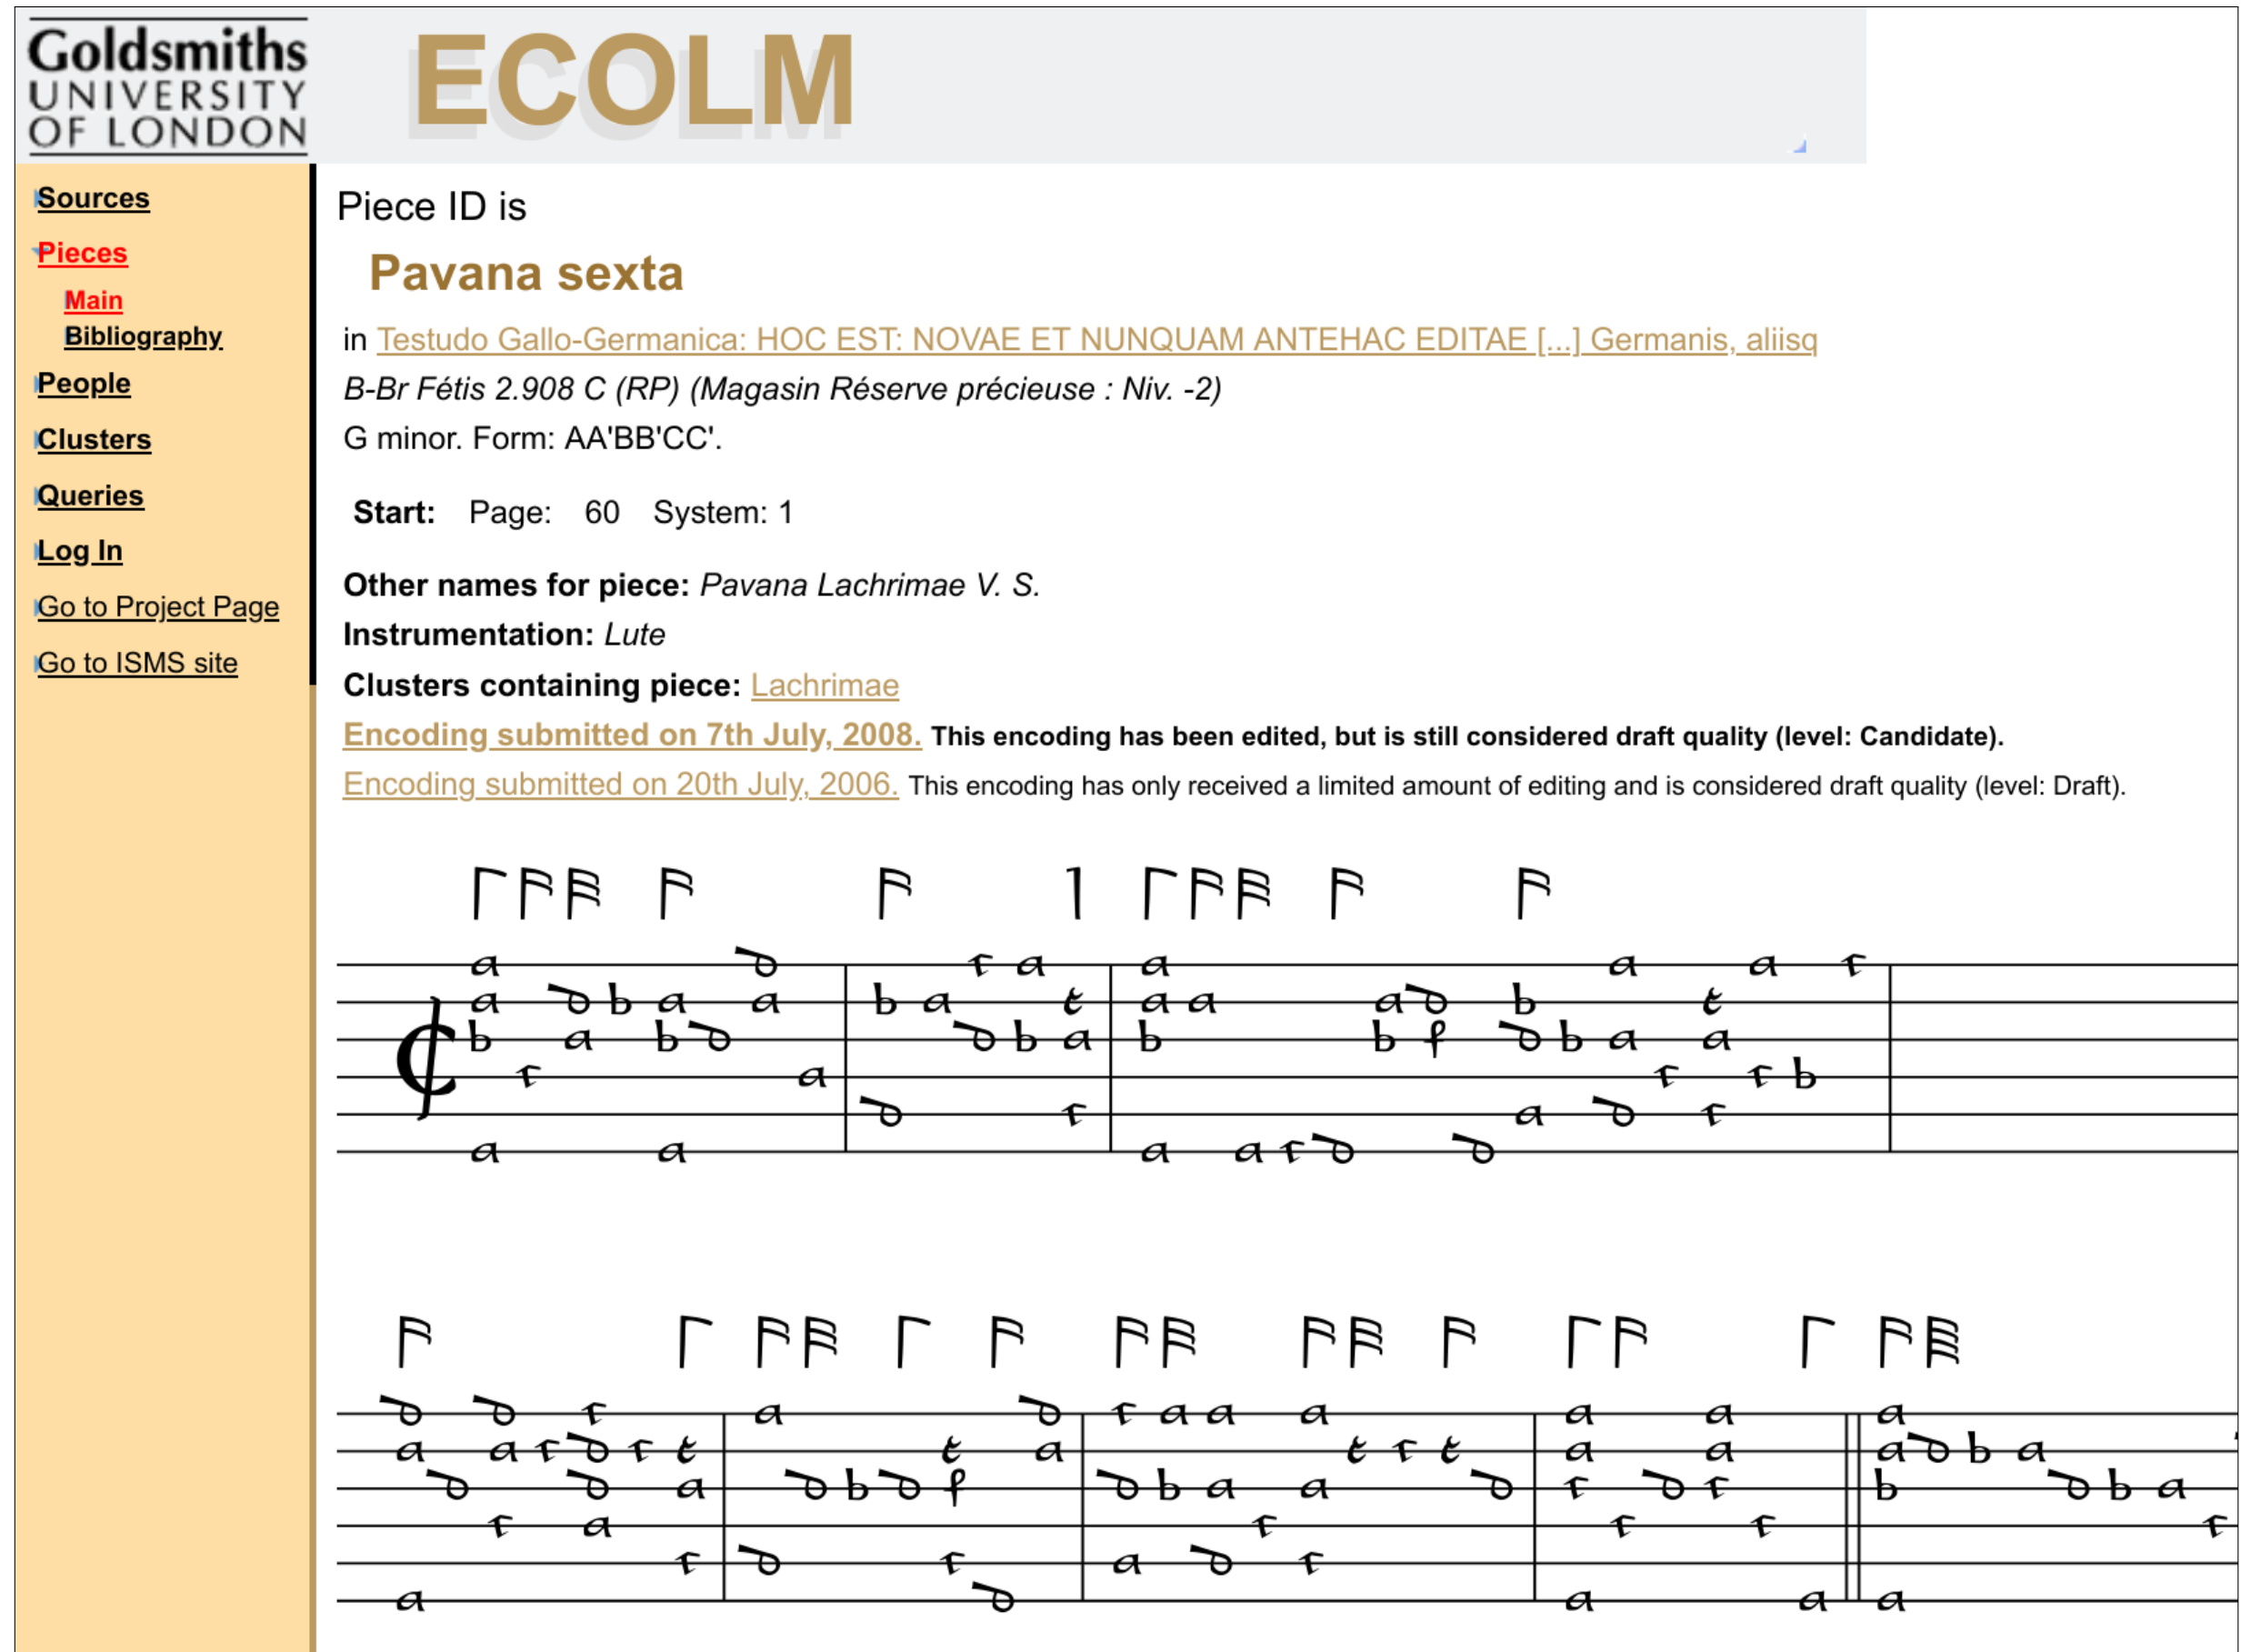 Goldsmiths
UNIVERSITY
OF LONDON
ECOLM
Sources
Pieces
Main
Bibliography
People
Clusters
Queries
Log In
Go to Project Page
Go to ISMS site
Piece ID is
Pavana sexta
in Testudo Gallo-Germanica: HOC EST: NOVAE ET NUNQUAM ANTEHAC EDITAE [...] Germanis, aliisq
B-Br Fétis 2.908 C (RP) (Magasin Réserve précieuse : Niv. -2)
G minor. Form: AA'BB'CC'.
Start: Page: 60 System: 1
Other names for piece: Pavana Lachrimae V. S.
Instrumentation: Lute
Clusters containing piece: Lachrimae
Encoding submitted on 7th July, 2008. This encoding has been edited, but is still considered draft quality (level: Candidate).
Encoding submitted on 20th July, 2006. This encoding has only received a limited amount of editing and is considered draft quality (level: Draft).